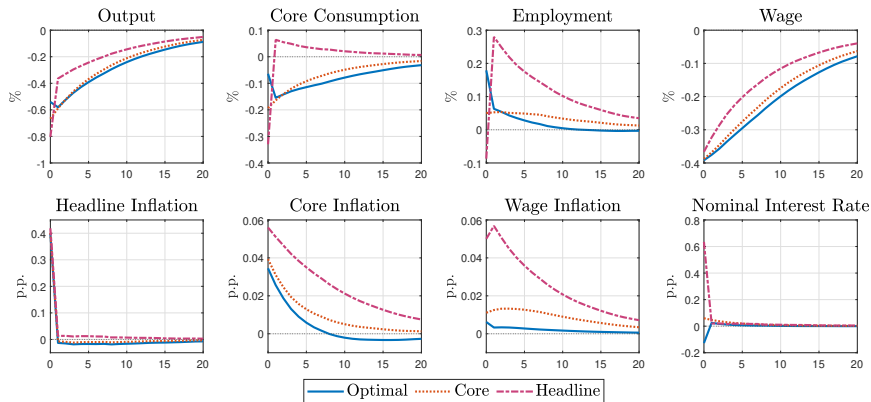 Output Core Consumption Employment Wage
0 0.1 0.3 0
-0.2 0 0.2 -0.1
-0.4 -0.1 0.1 -0.2
-0.6 -0.2 0 -0.3
-0.8 -0.3
-1 -0.4 -0.1 -0.4
% % % %
0 5 10 15 20 0 5 10 15 20 0 5 10 15 20 0 5 10 15 20
Headline Inflation Core Inflation Wage Inflation Nominal Interest Rate
0.4 0.06 0.06 0.8
0.3 0.04 0.04 0.6
0.2 0.02 0.02 0.4
0.1 0 0 0.2
0 0
-0.2
p.p. p.p. p.p. p.p.
0 5 10 15 20 0 5 10 15 20 0 5 10 15 20 0 5 10 15 20
Optimal Core Headline